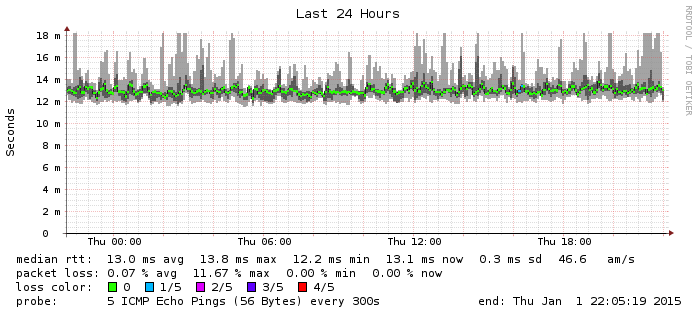 Last 24 Hours
RRDTOOL / TOBI OETIKER
Seconds
18 m
16 m
14 m
12 m
10 m
8 m
6 m
4 m
2 m
0
Thu 00:00 Thu 06:00 Thu 12:00 Thu 18:00
median rtt: 13.0 ms avg 13.8 ms max 12.2 ms min 13.1 ms now 0.3 ms sd 46.6 am/s
packet loss: 0.07 % avg 11.67 % max 0.00 % min 0.00 % now
loss color: 0 1/5 2/5 3/5 4/5
probe: 5 ICMP Echo Pings (56 Bytes) every 300s end: Thu Jan 1 22:05:19 2015